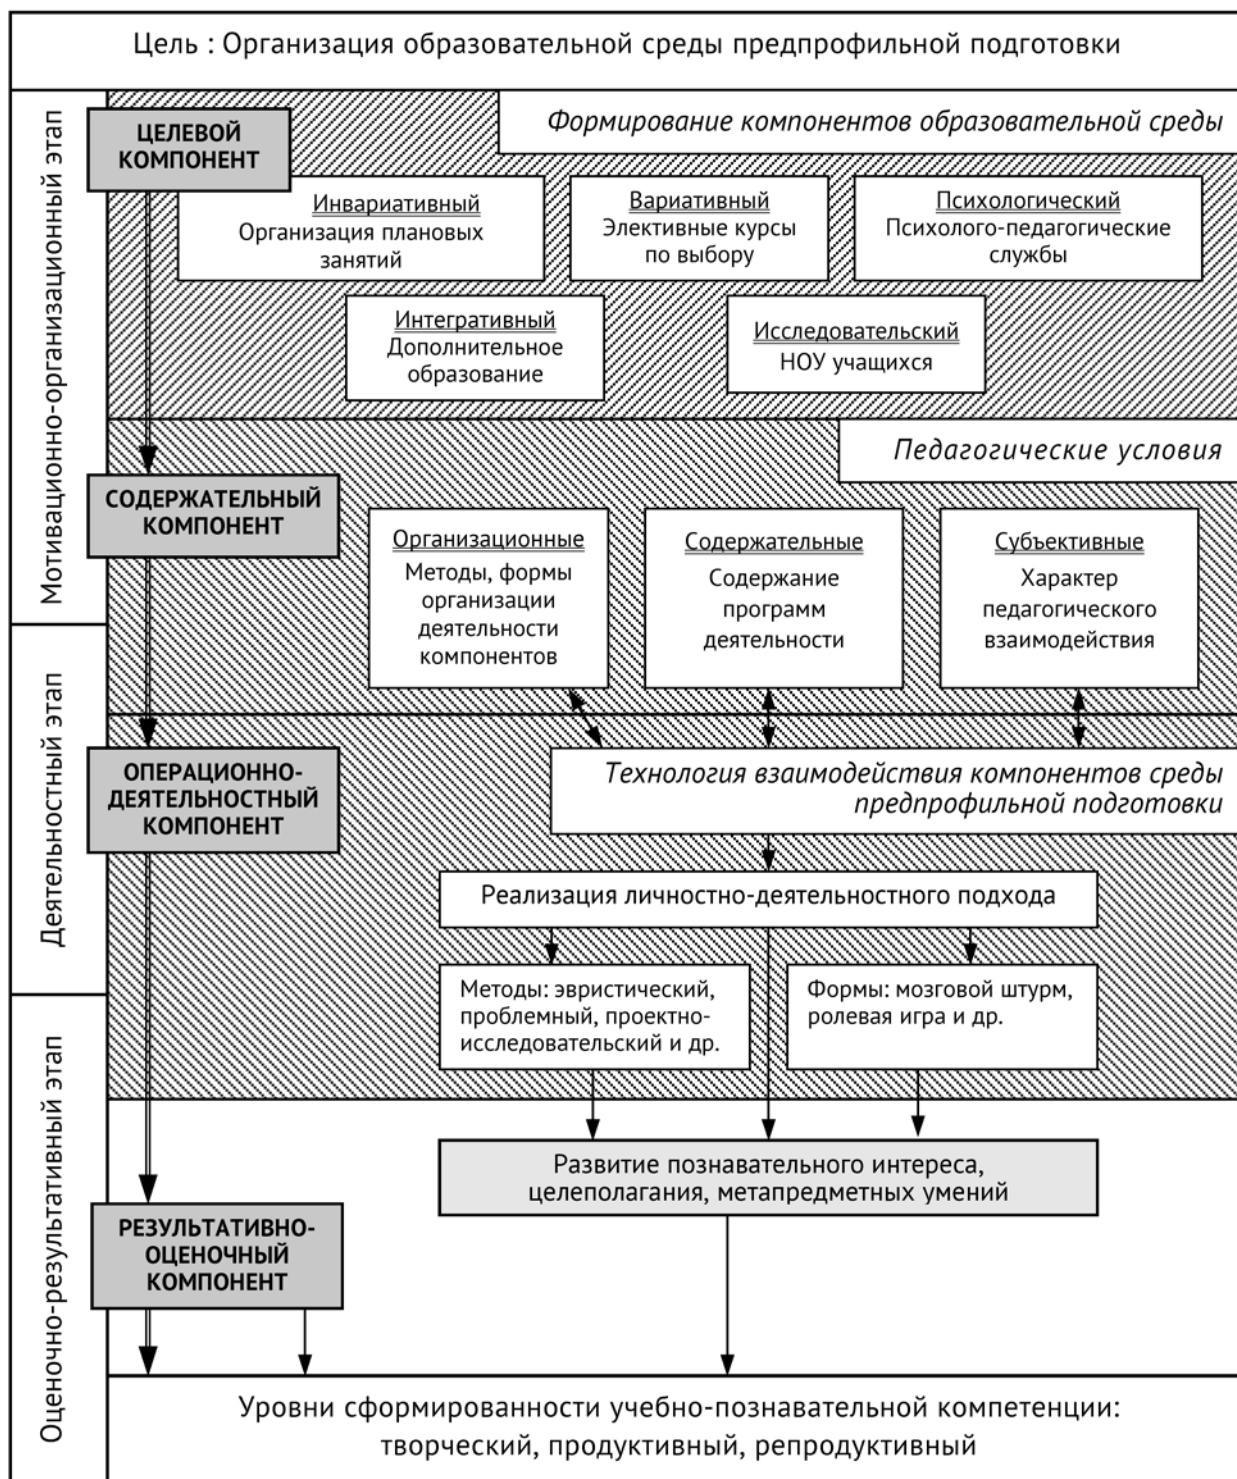 Цель : Организация образовательной среды предпрофильной подготовки
Мотивационно-организационный этап
ЦЕЛЕВОЙ
КОМПОНЕНТ
Формирование компонентов образовательной среды
Инвариативный
Организация плановых
занятий
Вариативный
Элективные курсы
по выбору
Психологический
Психолого-педагогические
службы
Интегративный
Дополнительное
образование
Исследовательский
НОУ учащихся
Педагогические условия
СОДЕРЖАТЕЛЬНЫЙ
КОМПОНЕНТ
Организационные
Методы, формы
организации
деятельности
компонентов
Содержательные
Содержание
программ
деятельности
Субъективные
Характер
педагогического
взаимодействия
Деятельностный этап
ОПЕРАЦИОННО-
ДЕЯТЕЛЬНОСТНЫЙ
КОМПОНЕНТ
Технология взаимодействия компонентов среды
предпрофильной подготовки
Реализация личностно-деятельностного подхода
Методы: эвристический,
проблемный, проектно-
исследовательский и др.
Формы: мозговой штурм,
ролевая игра и др.
Оценочно-результативный этап
Развитие познавательного интереса,
целеполагания, метапредметных умений
РЕЗУЛЬТАТИВНО-
ОЦЕНОЧНЫЙ
КОМПОНЕНТ
Уровни сформированности учебно-познавательной компетенции:
творческий, продуктивный, репродуктивный